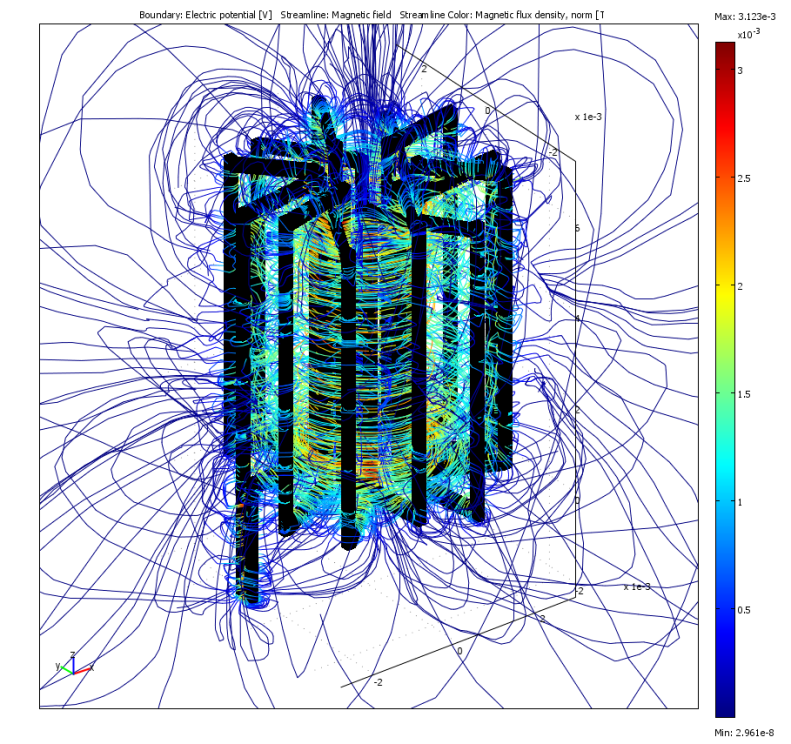 Boundary: Electric potential [V] Streamline: Magnetic field Streamline Color: Magnetic flux density, norm [T
Max: 3.123e-3
x10⁻³
3
2.5
2
1.5
1
0.5
Min: 2.961e-8
2
0
-2
x 1e-3
6
4
2
0
-2
x 1e-3
0
-2
z
y
x